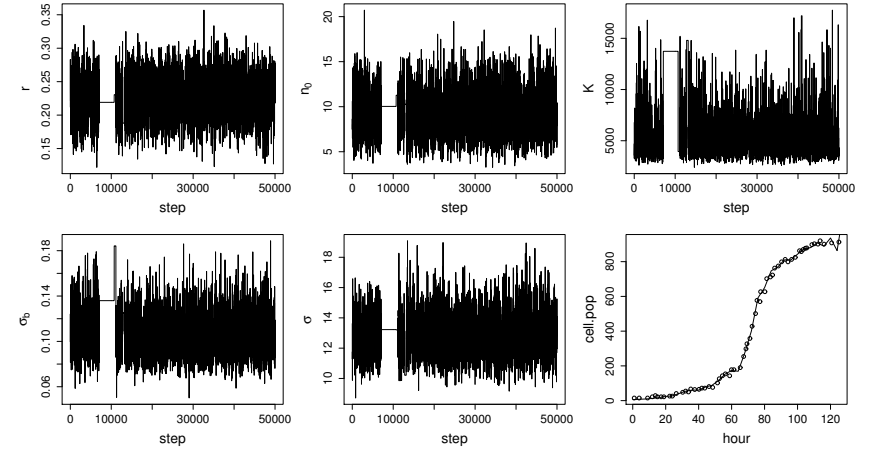 0.15 0.20 0.25 0.30 0.35
r
0 10000 30000 50000
step
5 10 15 20
n0
0 10000 30000 50000
step
5000 10000 15000
K
0 10000 30000 50000
step
0.06 0.10 0.14 0.18
σb
0 10000 30000 50000
step
10 12 14 16 18
σ
0 10000 30000 50000
step
0 200 400 600 800
cell.pop
0 20 40 60 80 100 120
hour